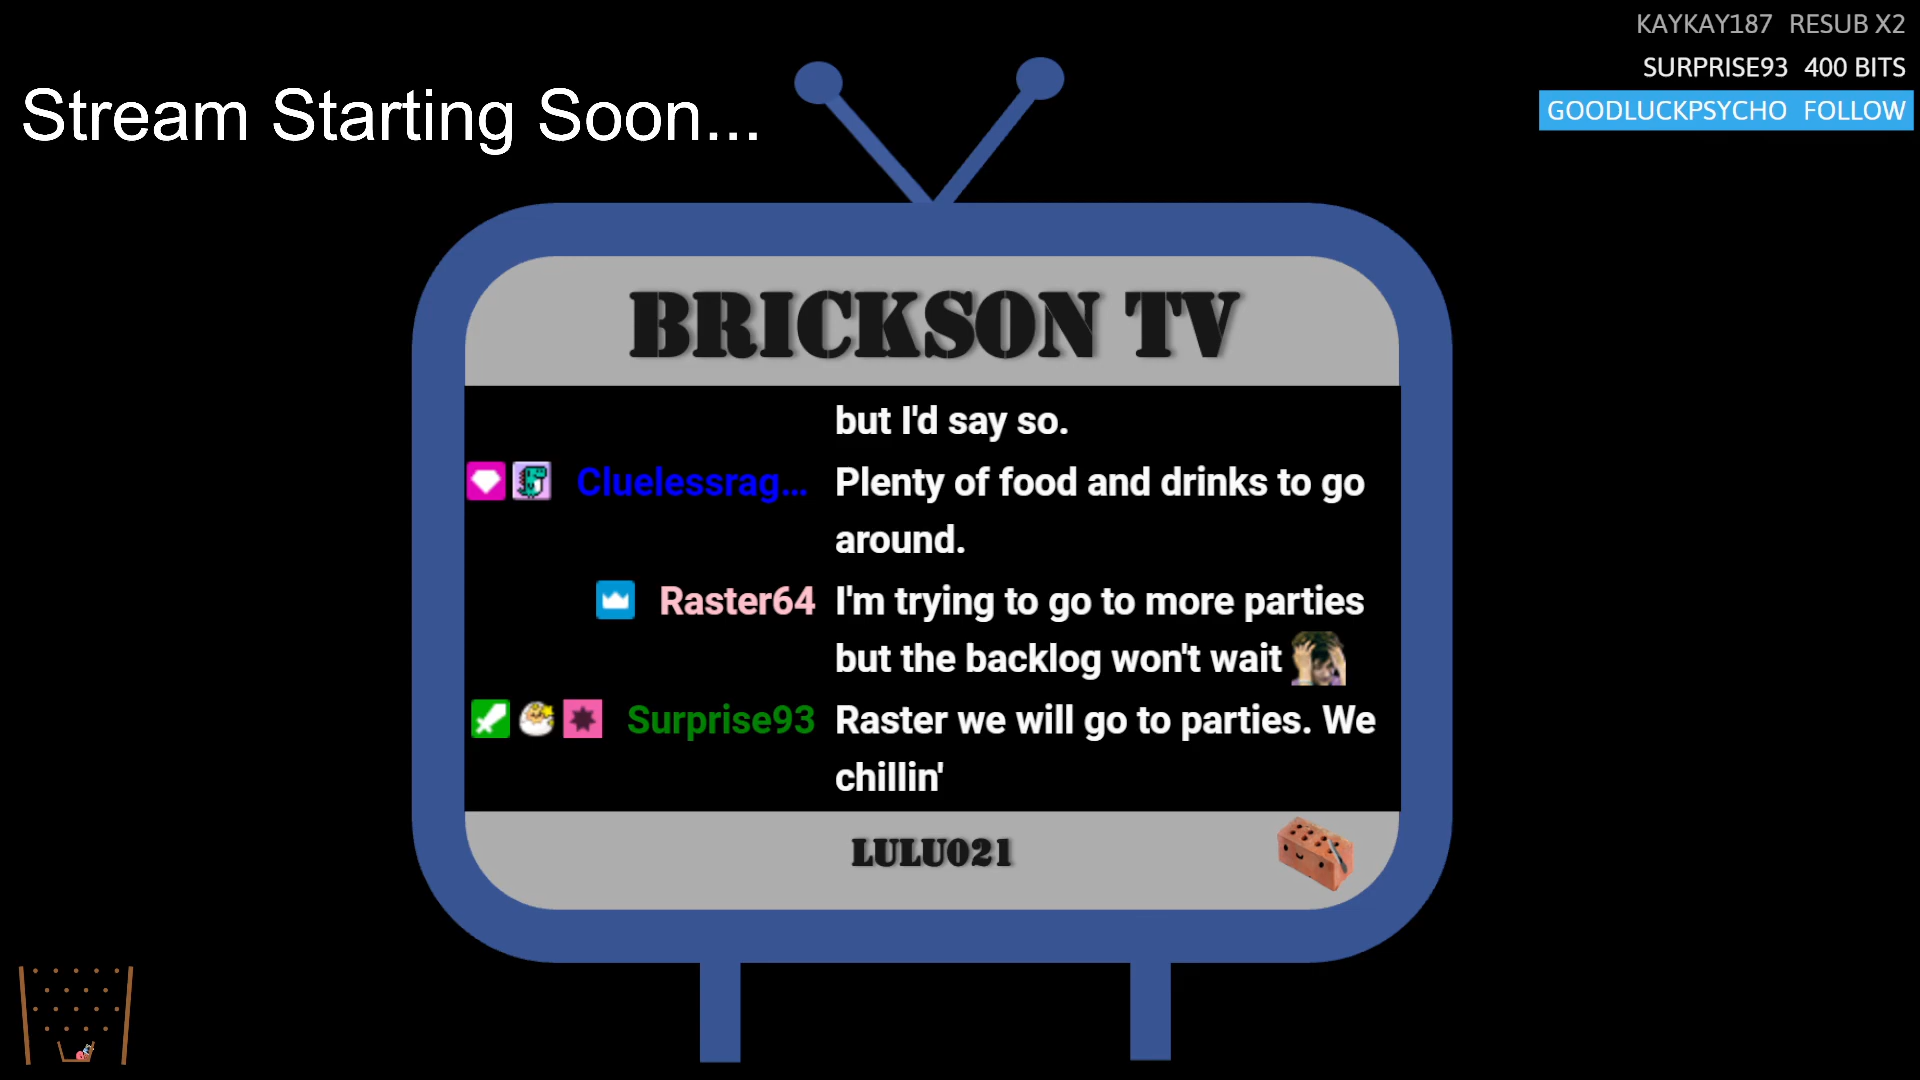 KAYKAY187 RESUB X2
SURPRISE93 400 BITS
GOODLUCKPSYCHO FOLLOW
Stream Starting Soon...
BRICKSON TV
but I'd say so.
Cluelessrag... Plenty of food and drinks to go
around.
Raster64 I'm trying to go to more parties
but the backlog won't wait
Surprise93 Raster we will go to parties. We
chillin'
LULU021